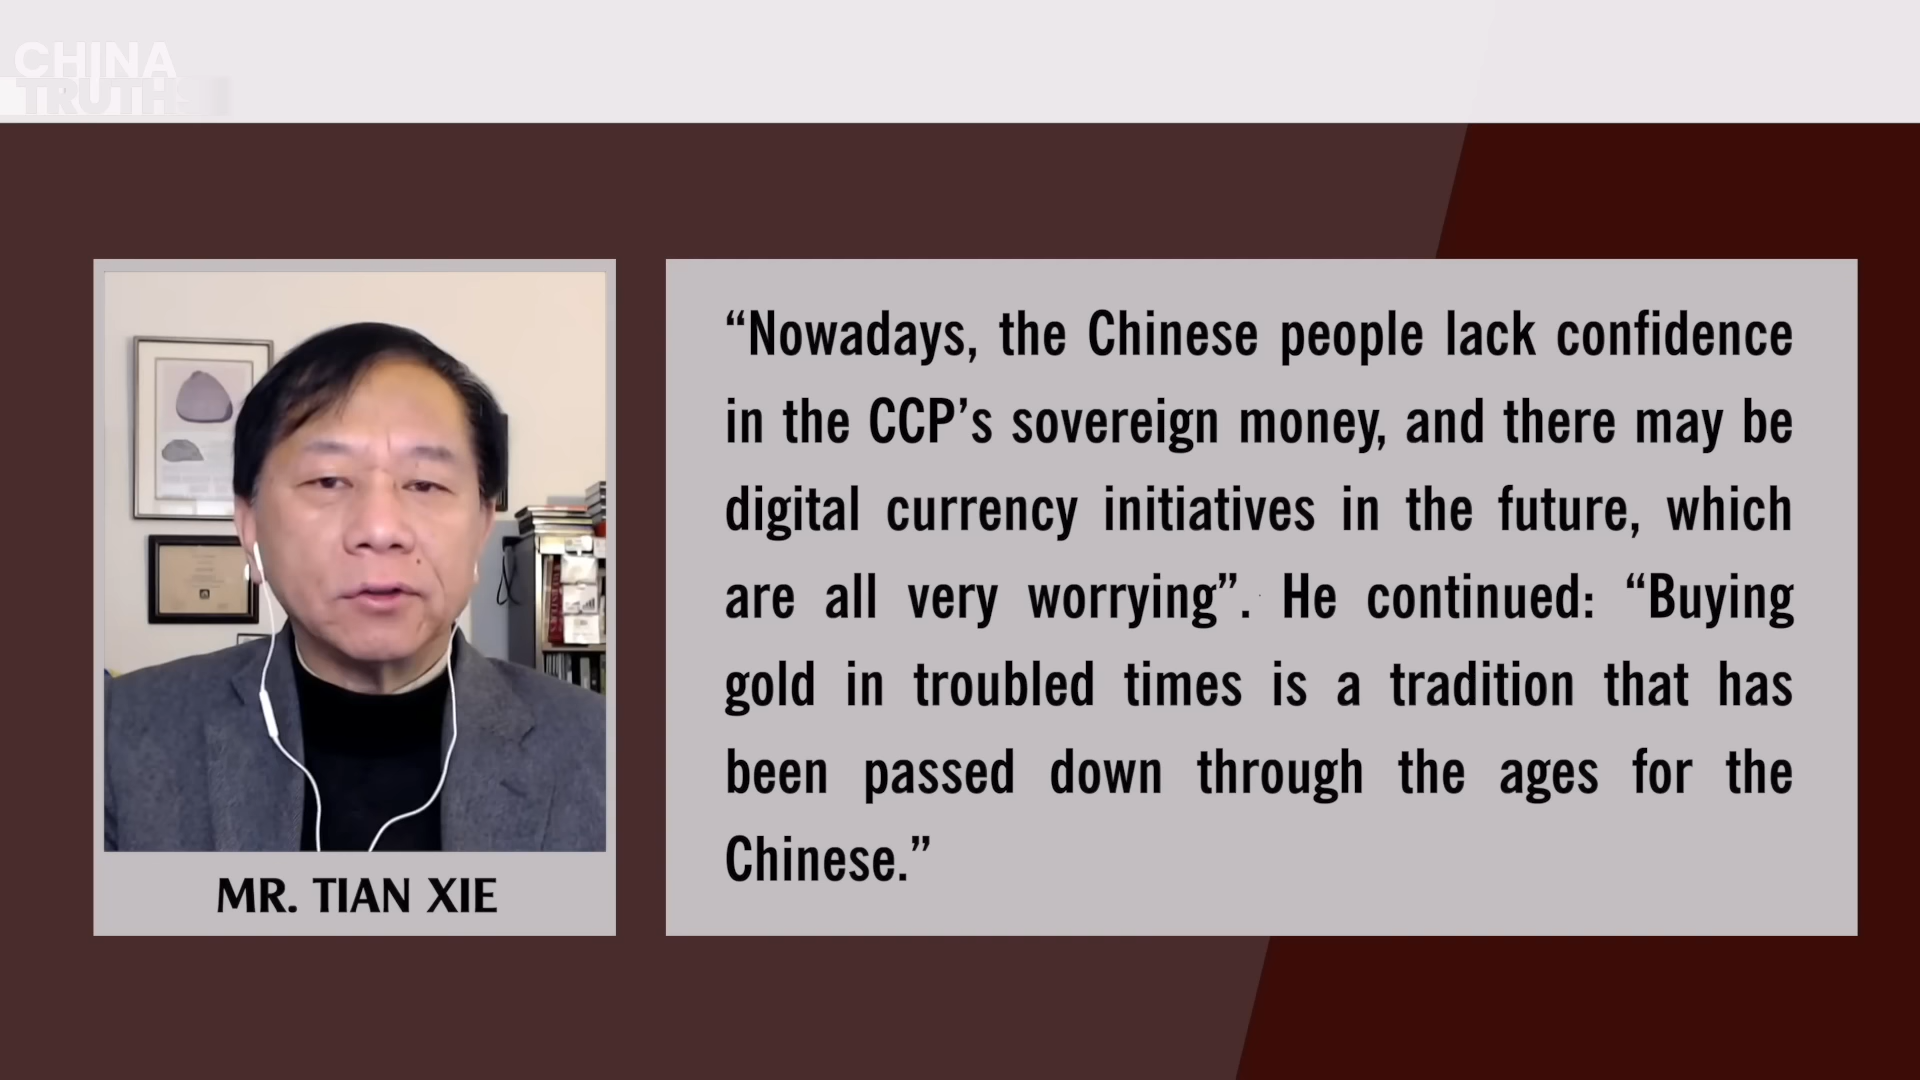 CHINA
TRUTHS
“Nowadays, the Chinese people lack confidence
in the CCP’s sovereign money, and there may be
digital currency initiatives in the future, which
are all very worrying”. He continued: “Buying
gold in troubled times is a tradition that has
been passed down through the ages for the
Chinese.”
MR. TIAN XIE